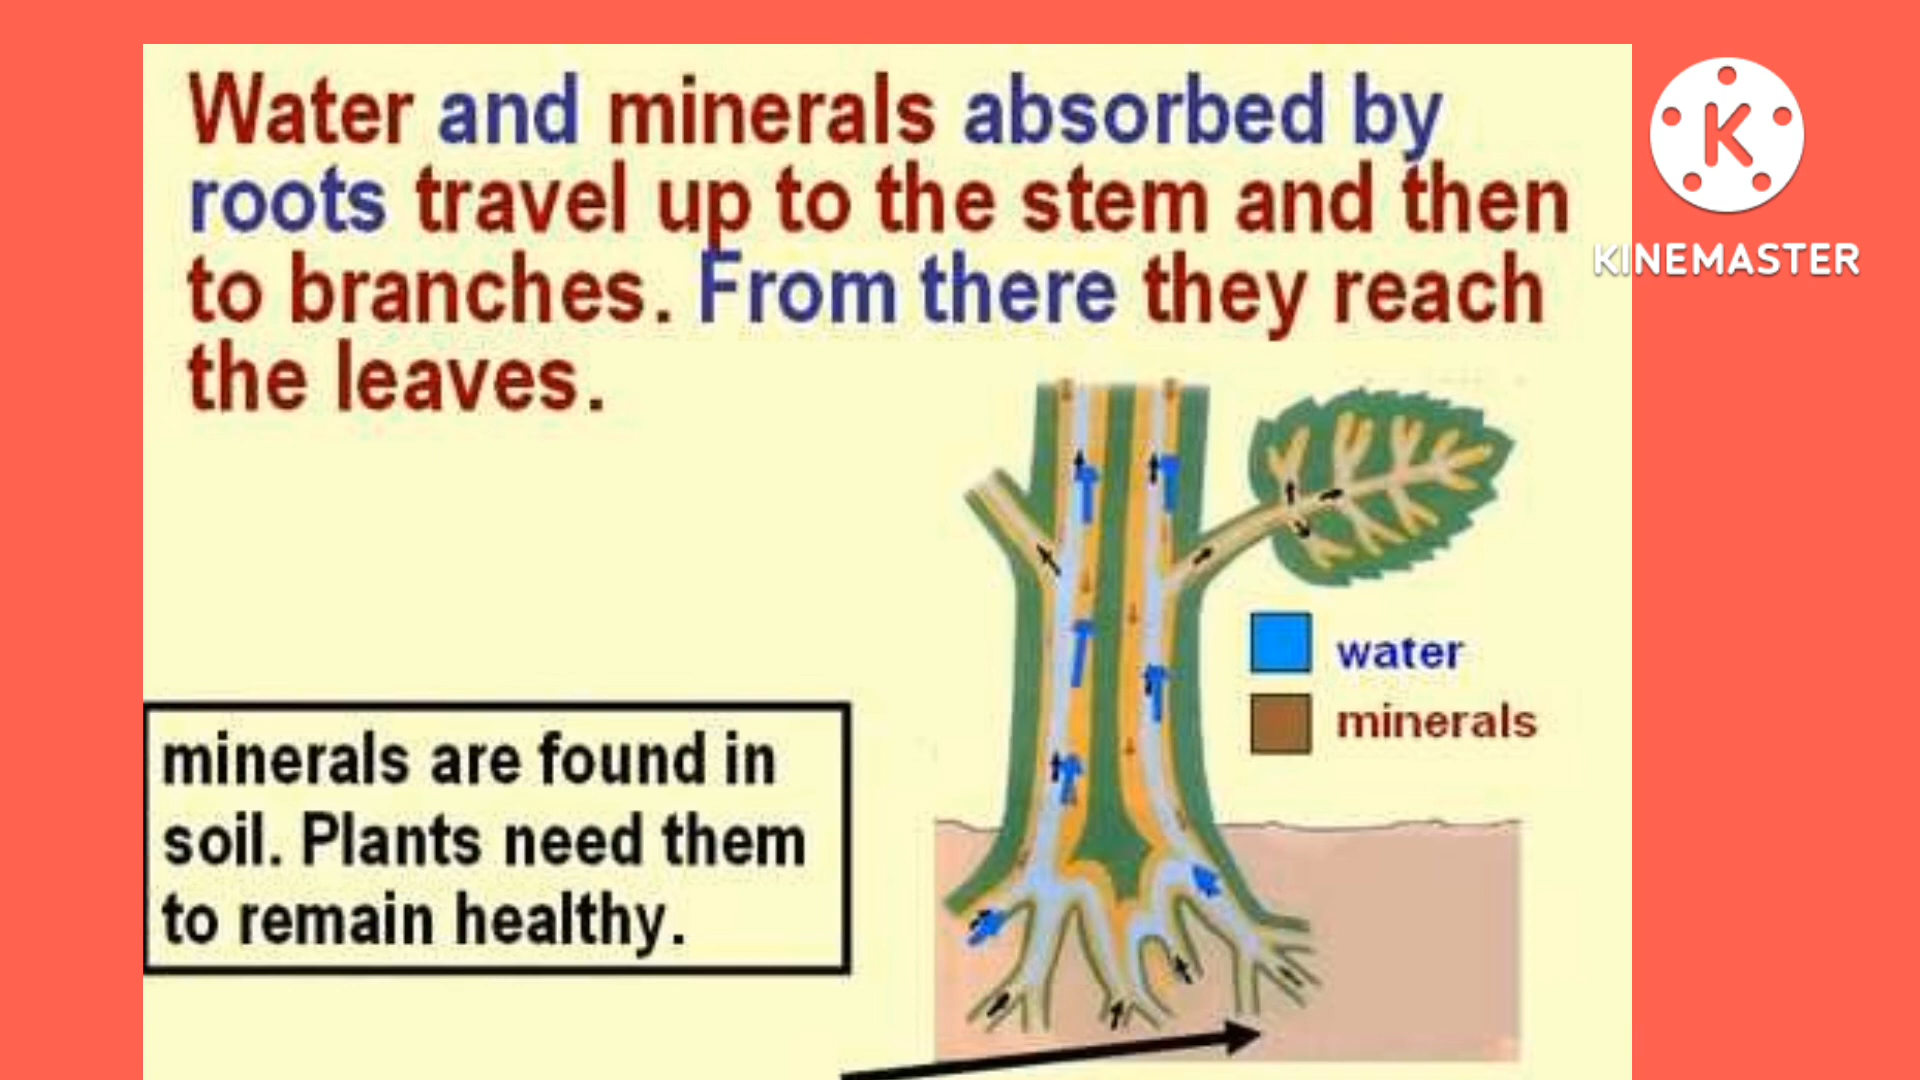 Water and minerals absorbed by
roots travel up to the stem and then
to branches. From there they reach
the leaves.
K
KINEMASTER
water
minerals
minerals are found in
soil. Plants need them
to remain healthy.